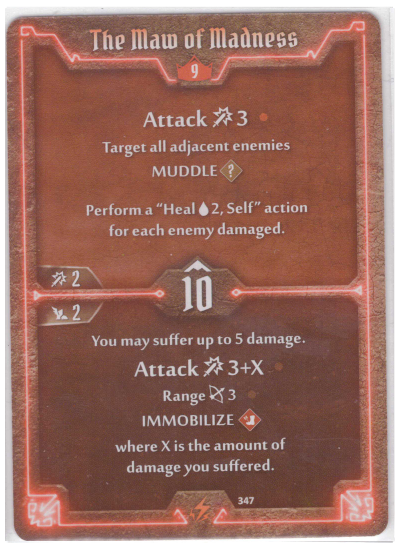 The Maw of Madness
9
Attack 3
Target all adjacent enemies
MUDDLE ?
Perform a “Heal 2, Self” action
for each enemy damaged.
2
10
2
You may suffer up to 5 damage.
Attack 3+X
Range 3
IMMOBILIZE
where X is the amount of
damage you suffered.
347